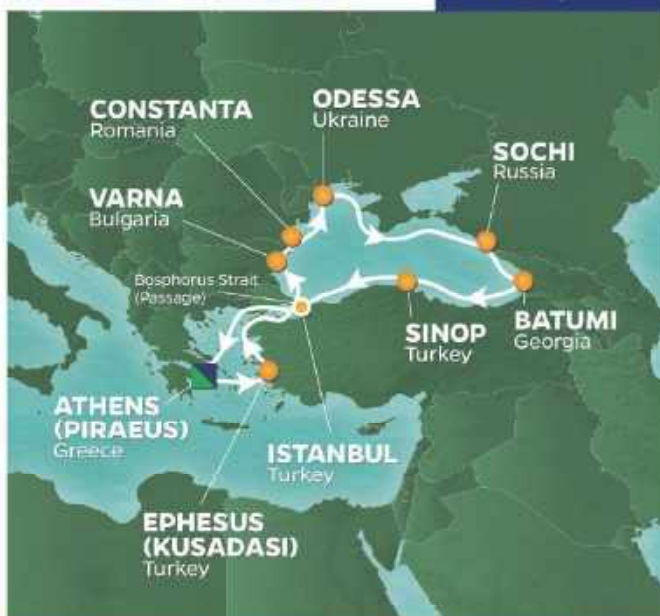 CONSTANTA
Romania
ODESSA
Ukraine
SOCHI
Russia
VARNA
Bulgaria
Bosphorus Strait
(Passage)
SINOP
Turkey
BATUMI
Georgia
ATHENS
(PIRAEUS)
Greece
ISTANBUL
Turkey
EPHESUS
(KUSADASI)
Turkey